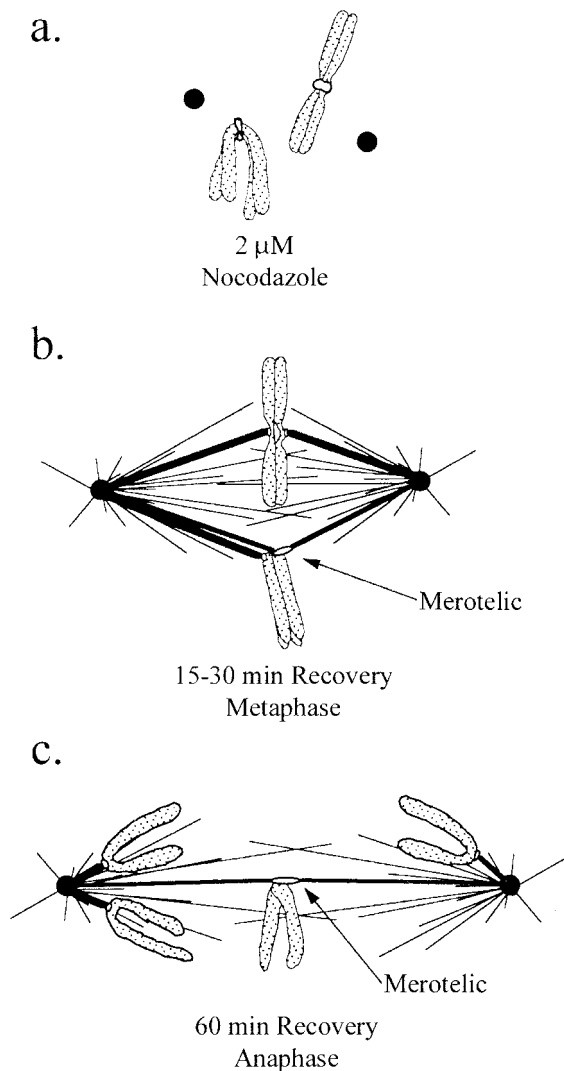 a.
2 µM
Nocodazole
b.
Merotelic
15-30 min Recovery
Metaphase
c.
Merotelic
60 min Recovery
Anaphase